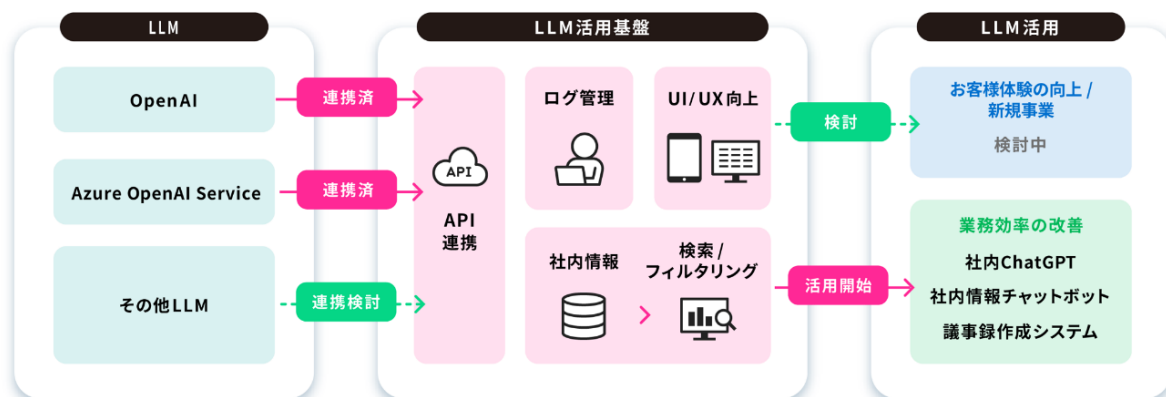 LLM
OpenAI
Azure OpenAI Service
その他LLM
連携済
連携済
連携検討
LLM活用基盤
API
API
連携
ログ管理
UI/UX向上
社内情報
検索/
フィルタリング
検討
活用開始
LLM活用
お客様体験の向上/
新規事業
検討中
業務効率の改善
社内ChatGPT
社内情報チャットボット
議事録作成システム